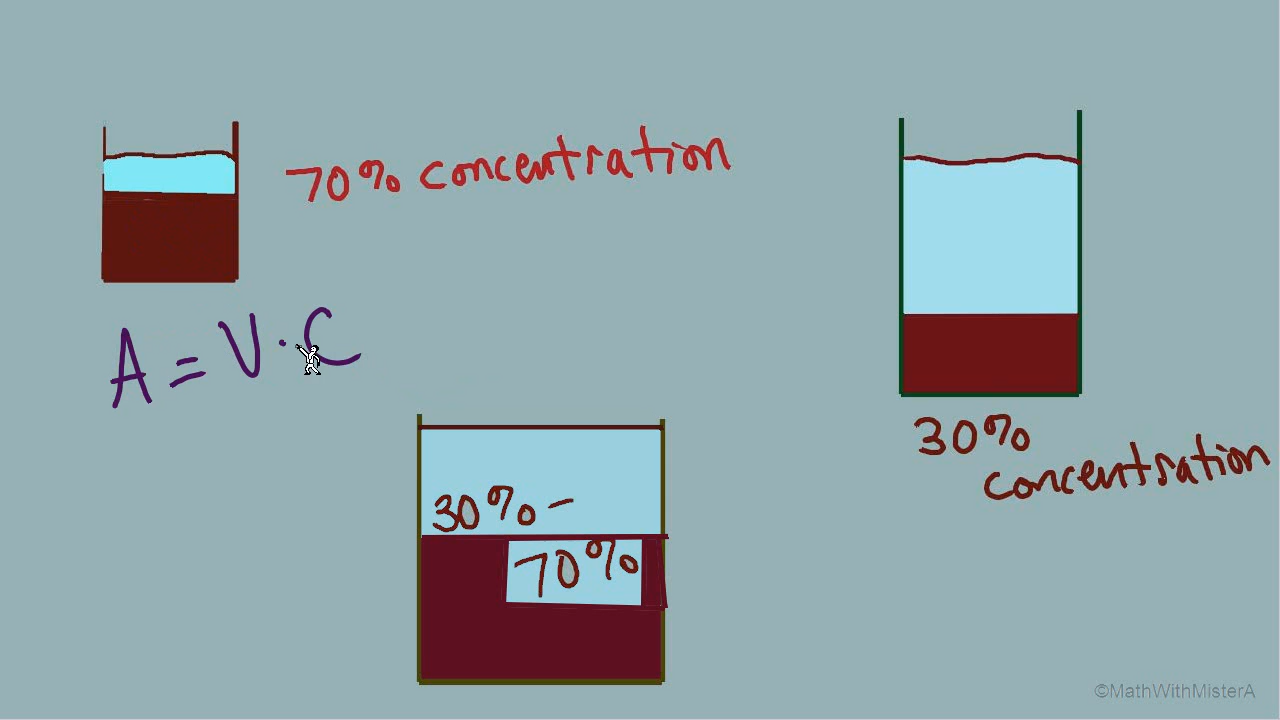 70% concentration
A = V · C
30%
concentration
30% -
70%
©MathWithMisterA